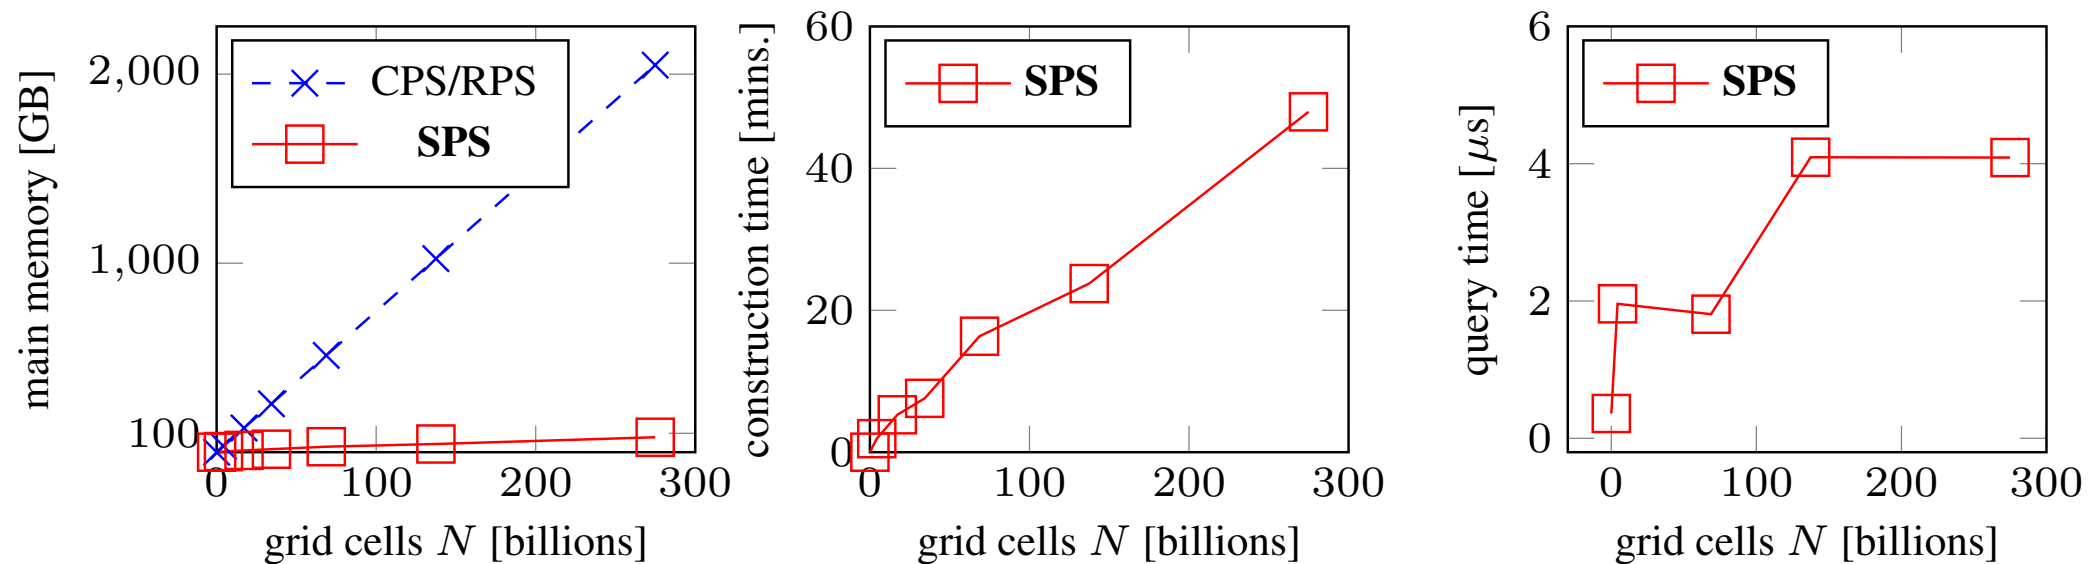 main memory [GB]
2,000
1,000
100
0 100 200 300
grid cells N [billions]
CPS/RPS
SPS
construction time [mins.]
60
40
20
0
0 100 200 300
grid cells N [billions]
SPS
query time [μs]
6
4
2
0
0 100 200 300
grid cells N [billions]
SPS